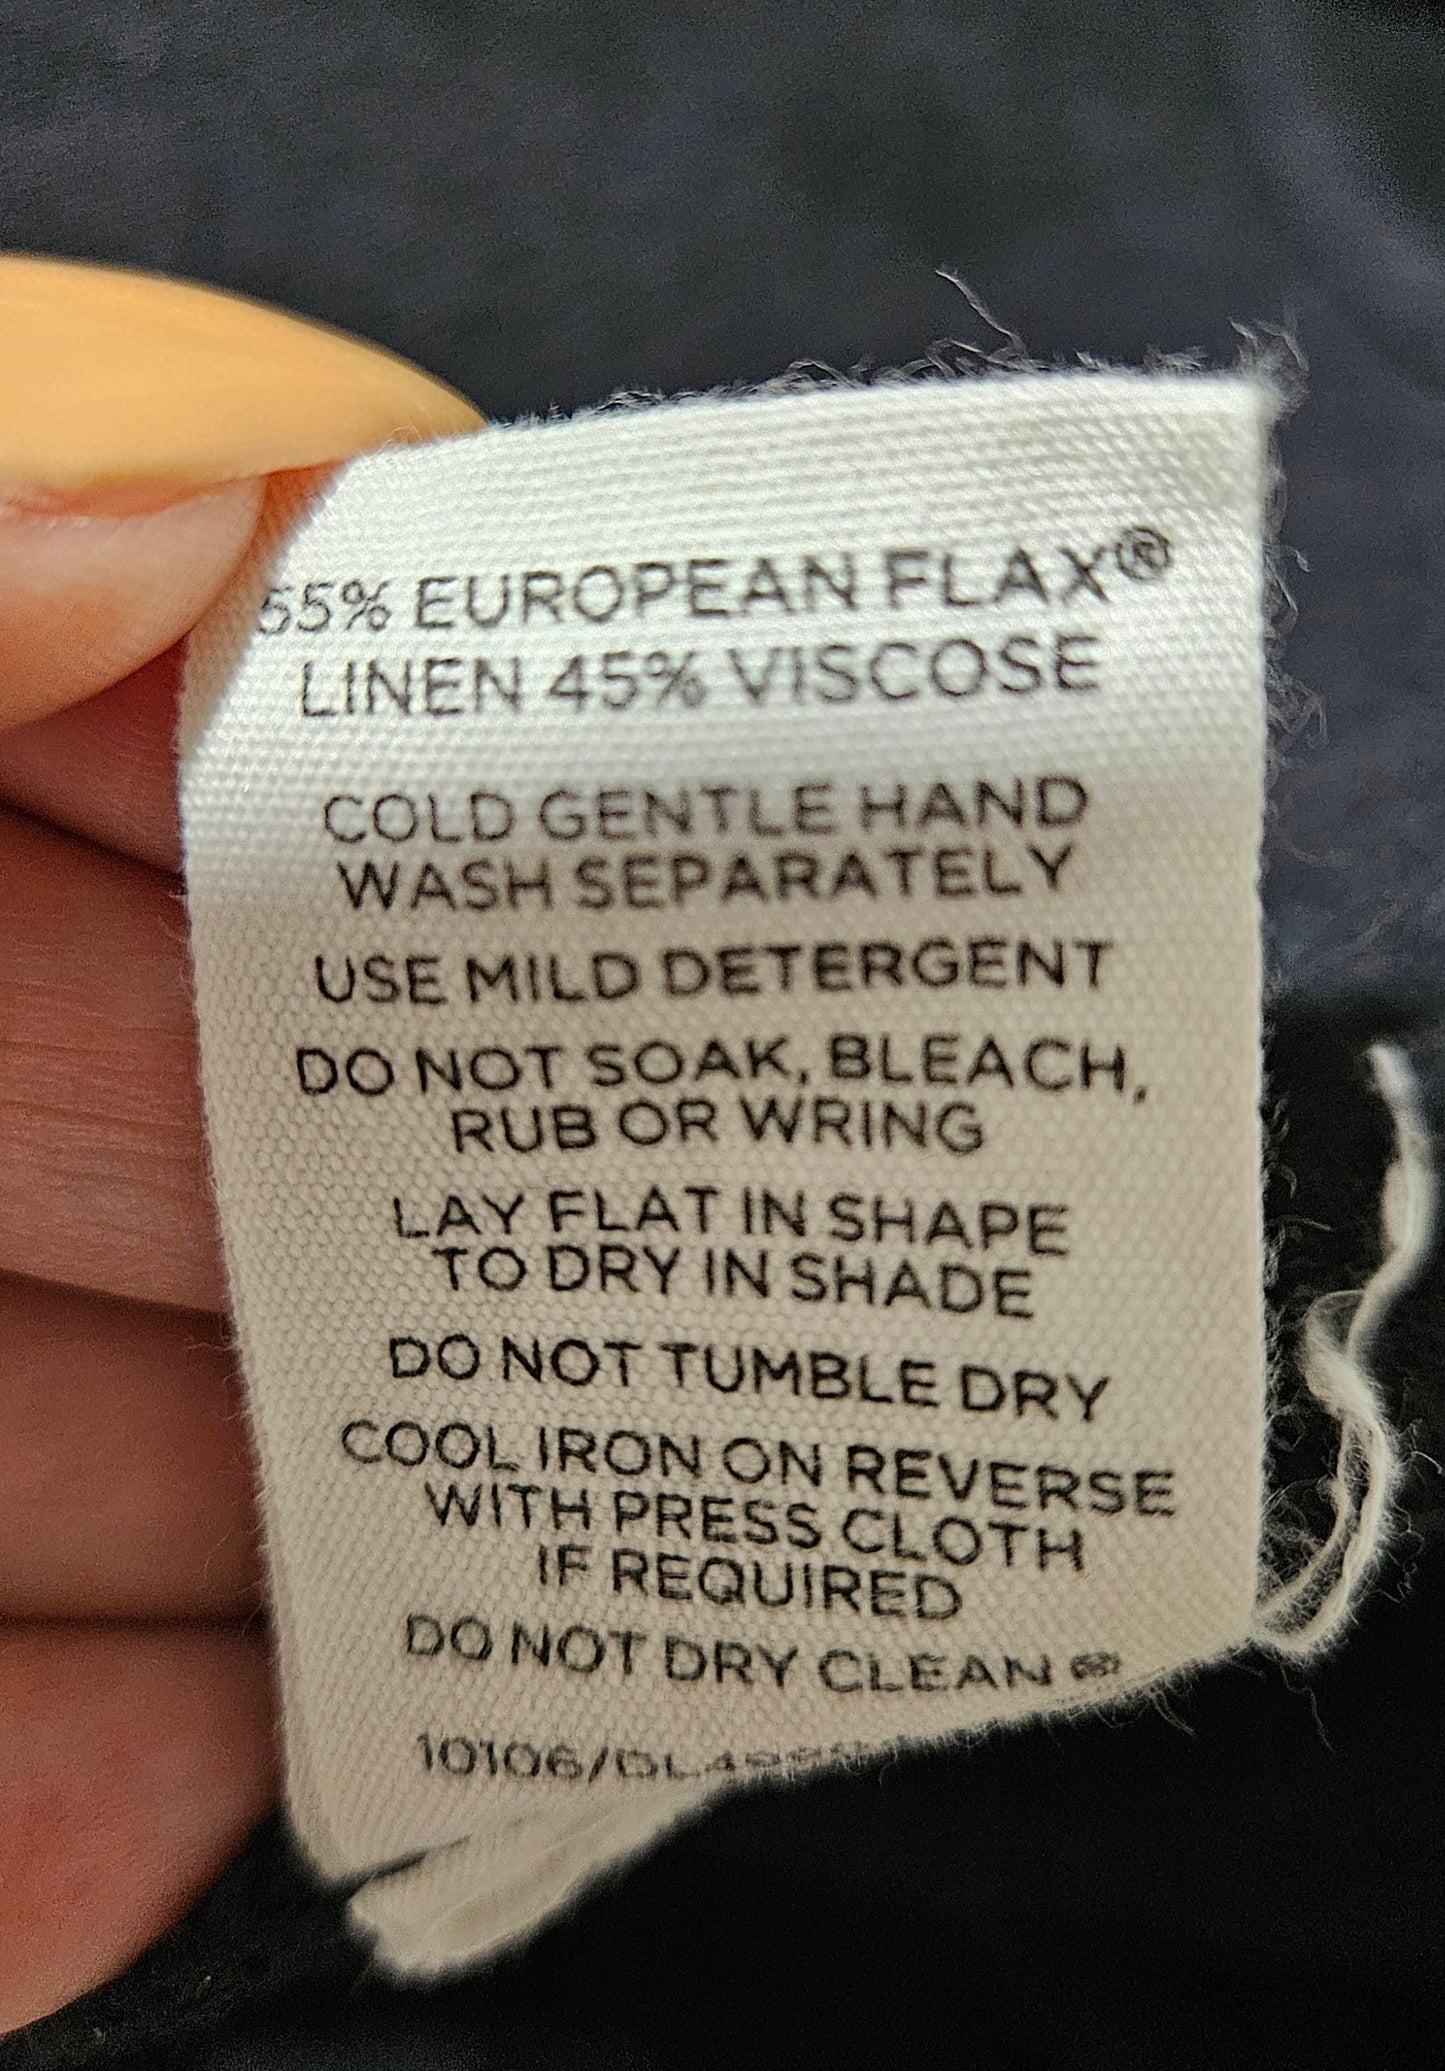 55% EUROPEAN FLAX®
LINEN 45% VISCOSE
COLD GENTLE HAND
WASH SEPARATELY
USE MILD DETERGENT
DO NOT SOAK, BLEACH,
RUB OR WRING
LAY FLAT IN SHAPE
TO DRY IN SHADE
DO NOT TUMBLE DRY
COOL IRON ON REVERSE
WITH PRESS CLOTH
IF REQUIRED
DO NOT DRY CLEAN